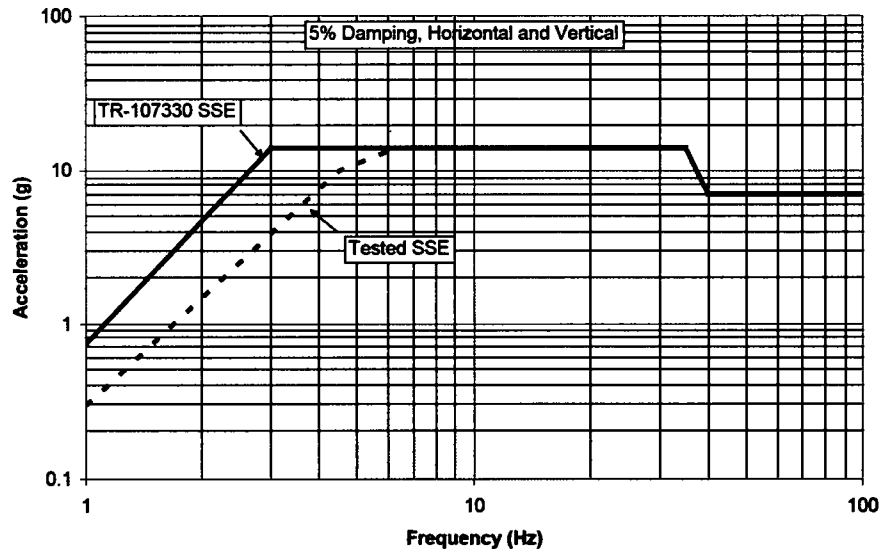 100
5% Damping, Horizontal and Vertical
TR-107330 SSE
10
Tested SSE
Acceleration (g)
1
0.1
1
10
100
Frequency (Hz)